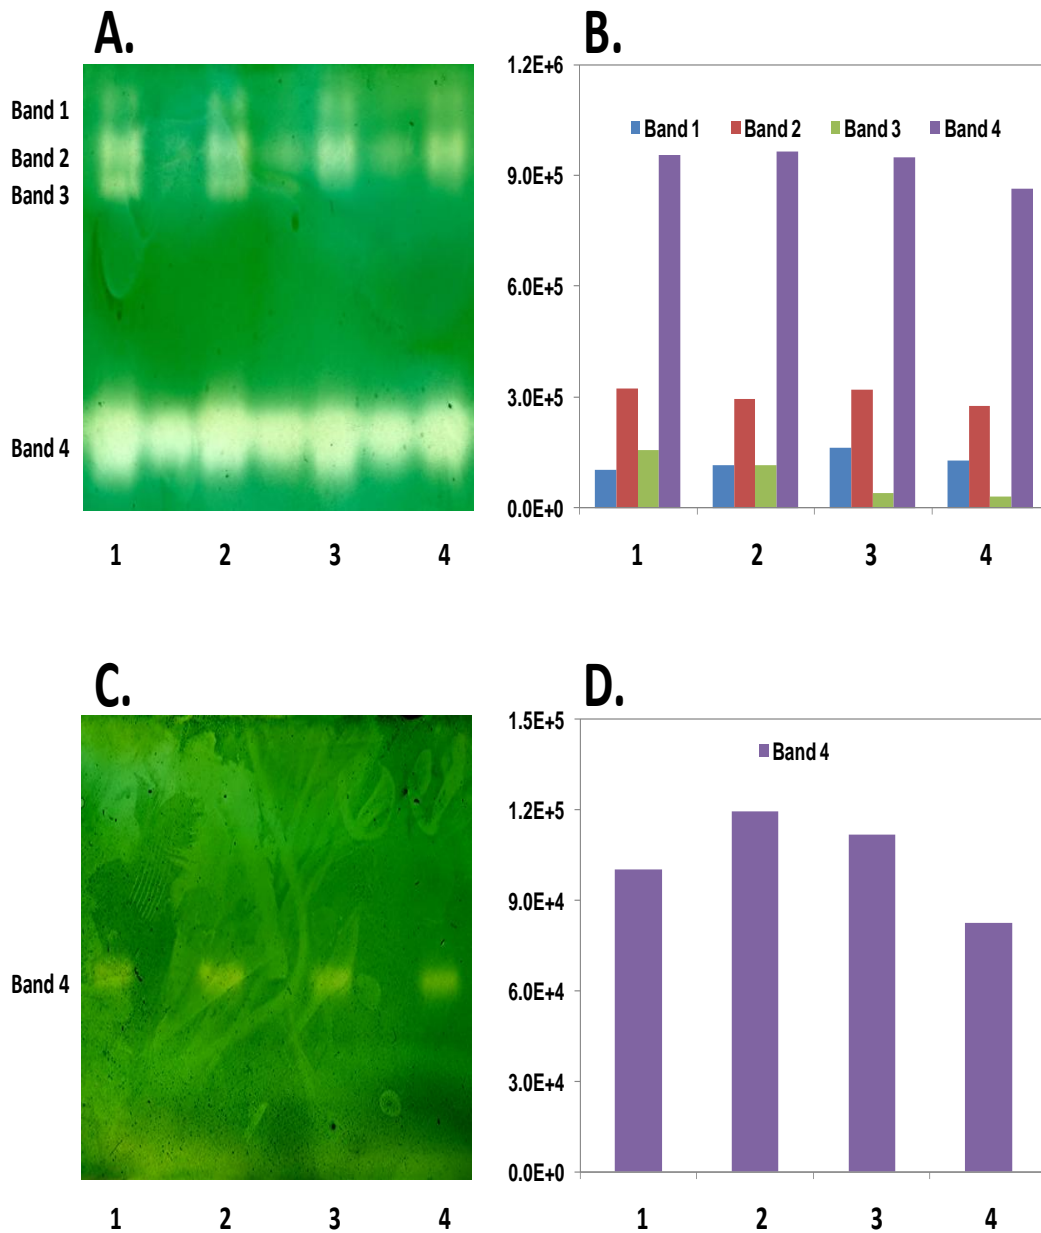 A.
Band 1
Band 2
Band 3
Band 4
1 2 3 4
B.
1.2E+6
9.0E+5
6.0E+5
3.0E+5
0.0E+0
Band 1 Band 2 Band 3 Band 4
1 2 3 4
C.
Band 4
1 2 3 4
D.
1.5E+5
1.2E+5
9.0E+4
6.0E+4
3.0E+4
0.0E+0
Band 4
1 2 3 4